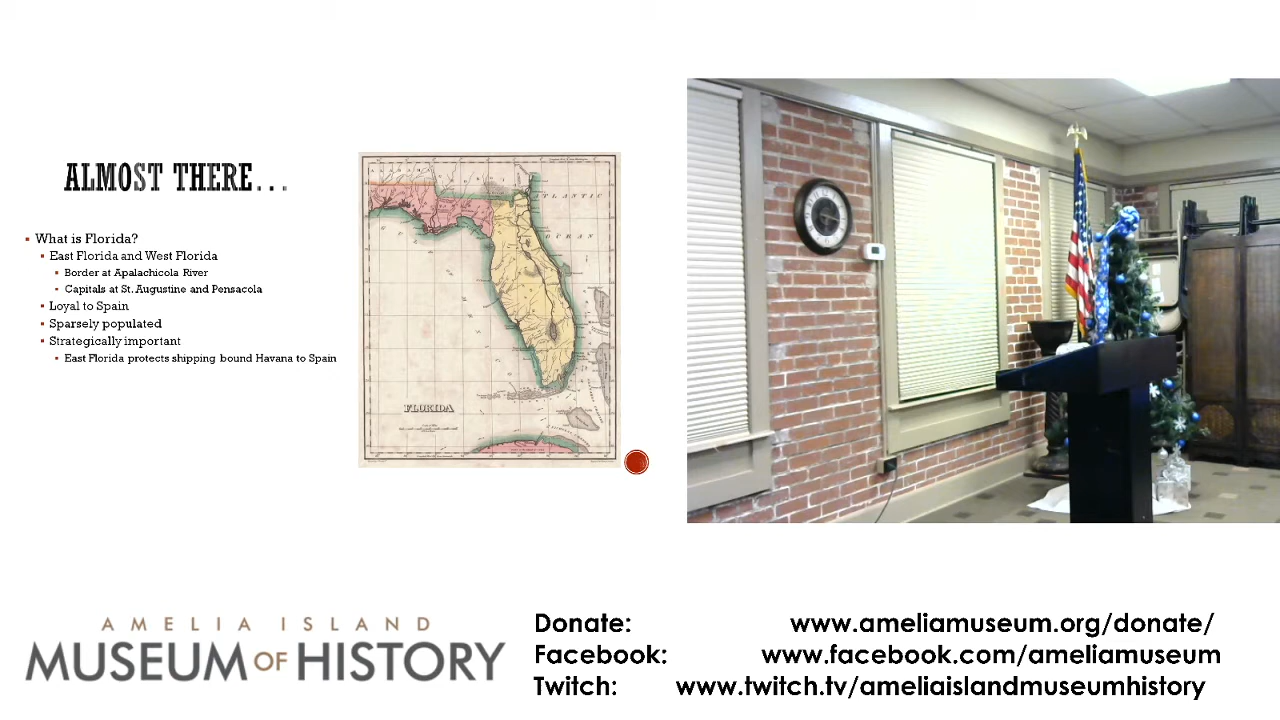 ALMOST THERE...
What is Florida?
East Florida and West Florida
Border at Apalachicola River
Capitals at St. Augustine and Pensacola
Loyal to Spain
Sparsely populated
Strategically important
East Florida protects shipping bound Havana to Spain
ATLANTIC
OCEAN
FLORIDA
AMELIA ISLAND
MUSEUM OF HISTORY
Donate: www.ameliamuseum.org/donate/
Facebook: www.facebook.com/ameliamuseum
Twitch: www.twitch.tv/ameliaislandmuseumhistory